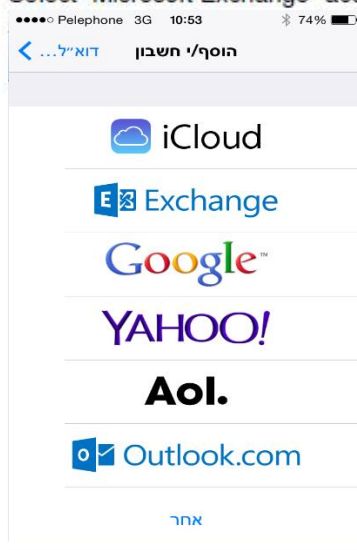 Select "Microsoft Exchange" acc
Pelephone 3G 10:53 74%
הוסף/י חשבון דוא״ל...
iCloud
Exchange
Google™
YAHOO!
Aol.
Outlook.com
אחר